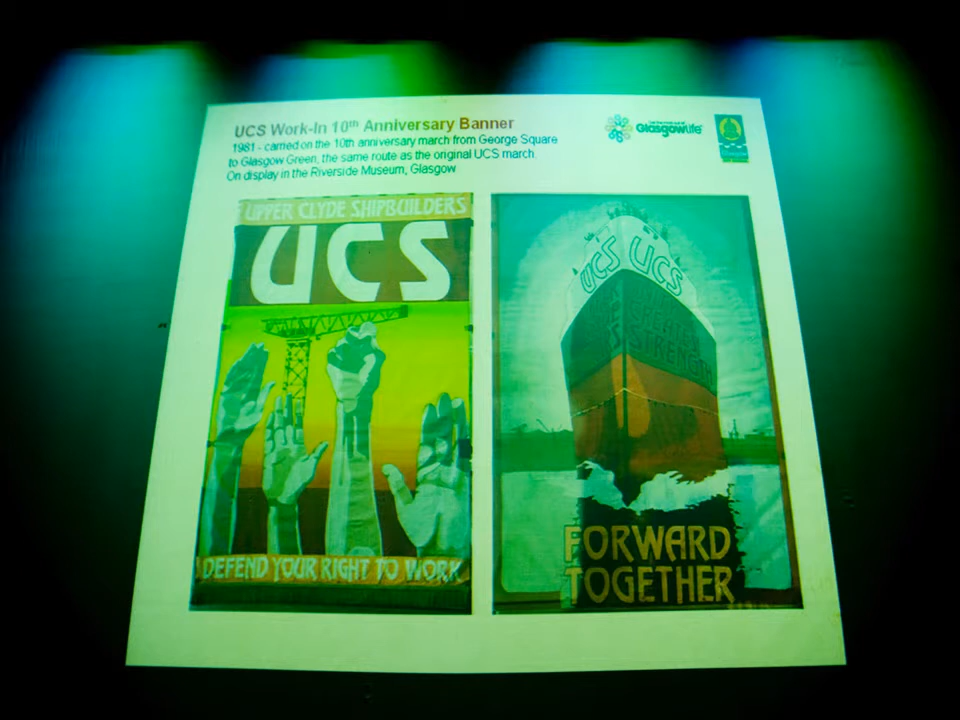 UCS Work-In 10th Anniversary Banner
1981 - carried on the 10th anniversary march from George Square
to Glasgow Green, the same route as the original UCS march.
On display in the Riverside Museum, Glasgow
Glasgowlife
UPPER CLYDE SHIPBUILDERS
UCS
DEFEND YOUR RIGHT TO WORK
UCS UCS
GREATER
STRENGTH
FORWARD
TOGETHER